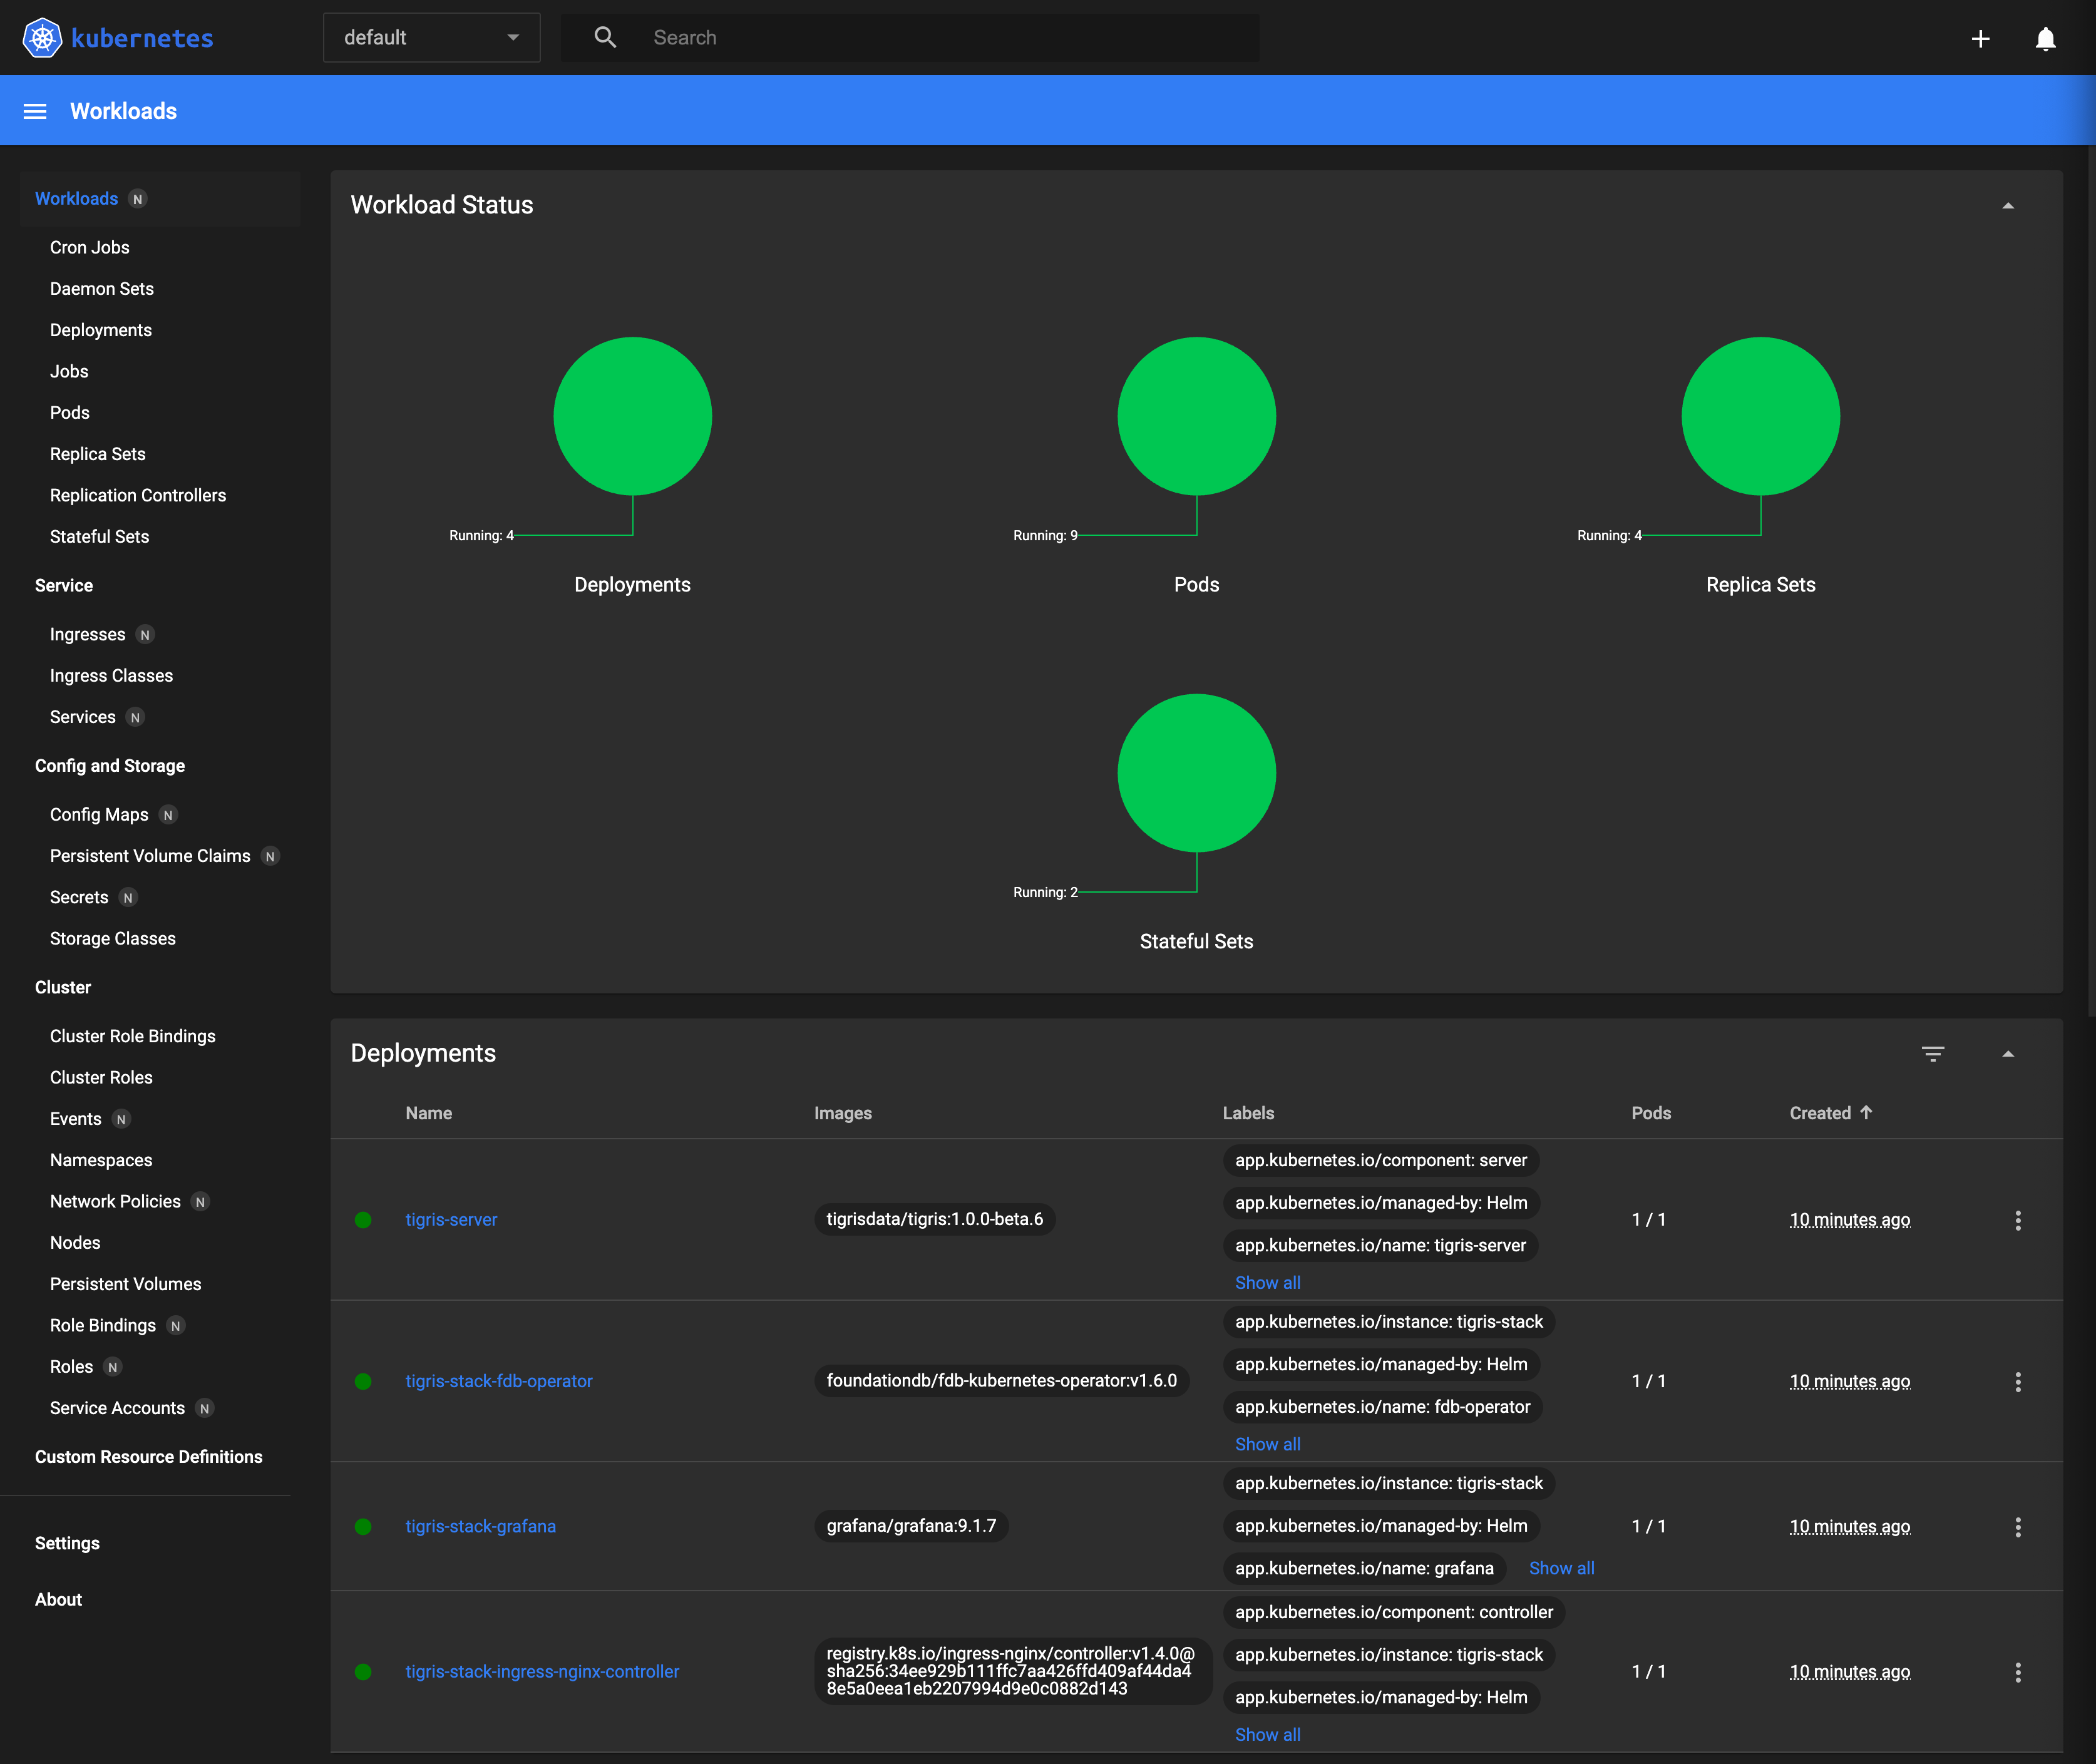 kubernetes
default
Search
Workloads
Workloads N
Cron Jobs
Daemon Sets
Deployments
Jobs
Pods
Replica Sets
Replication Controllers
Stateful Sets
Service
Ingresses N
Ingress Classes
Services N
Config and Storage
Config Maps N
Persistent Volume Claims N
Secrets N
Storage Classes
Cluster
Cluster Role Bindings
Cluster Roles
Events N
Namespaces
Network Policies N
Nodes
Persistent Volumes
Role Bindings N
Roles N
Service Accounts N
Custom Resource Definitions
Settings
About
Workload Status
Running: 4
Deployments
Running: 9
Pods
Running: 4
Replica Sets
Running: 2
Stateful Sets
Deployments
Name Images Labels Pods Created
tigris-server
tigrisdata/tigris:1.0.0-beta.6
app.kubernetes.io/component: server
app.kubernetes.io/managed-by: Helm
app.kubernetes.io/name: tigris-server
Show all
1 / 1
10 minutes ago
tigris-stack-fdb-operator
foundationdb/fdb-kubernetes-operator:v1.6.0
app.kubernetes.io/instance: tigris-stack
app.kubernetes.io/managed-by: Helm
app.kubernetes.io/name: fdb-operator
Show all
1 / 1
10 minutes ago
tigris-stack-grafana
grafana/grafana:9.1.7
app.kubernetes.io/instance: tigris-stack
app.kubernetes.io/managed-by: Helm
app.kubernetes.io/name: grafana Show all
1 / 1
10 minutes ago
tigris-stack-ingress-nginx-controller
registry.k8s.io/ingress-nginx/controller:v1.4.0@
sha256:34ee929b111ffc7aa426ffd409af44da4
8e5a0eea1eb2207994d9e0c0882d143
app.kubernetes.io/component: controller
app.kubernetes.io/instance: tigris-stack
app.kubernetes.io/managed-by: Helm
Show all
1 / 1
10 minutes ago